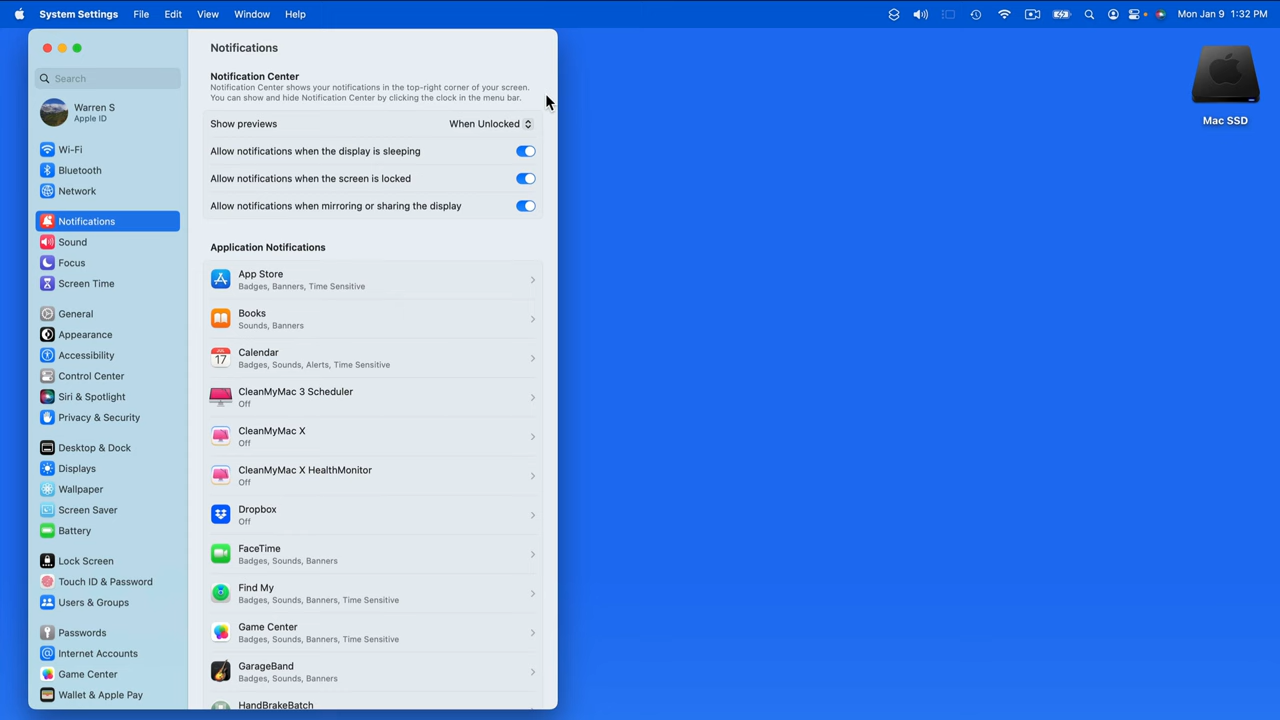 System Settings File Edit View Window Help Mon Jan 9 1:32 PM
Search
Warren S
Apple ID
Wi-Fi
Bluetooth
Network
Notifications
Sound
Focus
Screen Time
General
Appearance
Accessibility
Control Center
Siri & Spotlight
Privacy & Security
Desktop & Dock
Displays
Wallpaper
Screen Saver
Battery
Lock Screen
Touch ID & Password
Users & Groups
Passwords
Internet Accounts
Game Center
Wallet & Apple Pay
Notifications
Notification Center
Notification Center shows your notifications in the top-right corner of your screen.
You can show and hide Notification Center by clicking the clock in the menu bar.
Show previews When Unlocked
Allow notifications when the display is sleeping
Allow notifications when the screen is locked
Allow notifications when mirroring or sharing the display
Application Notifications
App Store
Badges, Banners, Time Sensitive
Books
Sounds, Banners
17
Calendar
Badges, Sounds, Alerts, Time Sensitive
CleanMyMac 3 Scheduler
Off
CleanMyMac X
Off
CleanMyMac X HealthMonitor
Off
Dropbox
Off
FaceTime
Badges, Sounds, Banners
Find My
Badges, Sounds, Banners, Time Sensitive
Game Center
Badges, Sounds, Banners, Time Sensitive
GarageBand
Badges, Sounds, Banners
HandBrakeBatch
Mac SSD